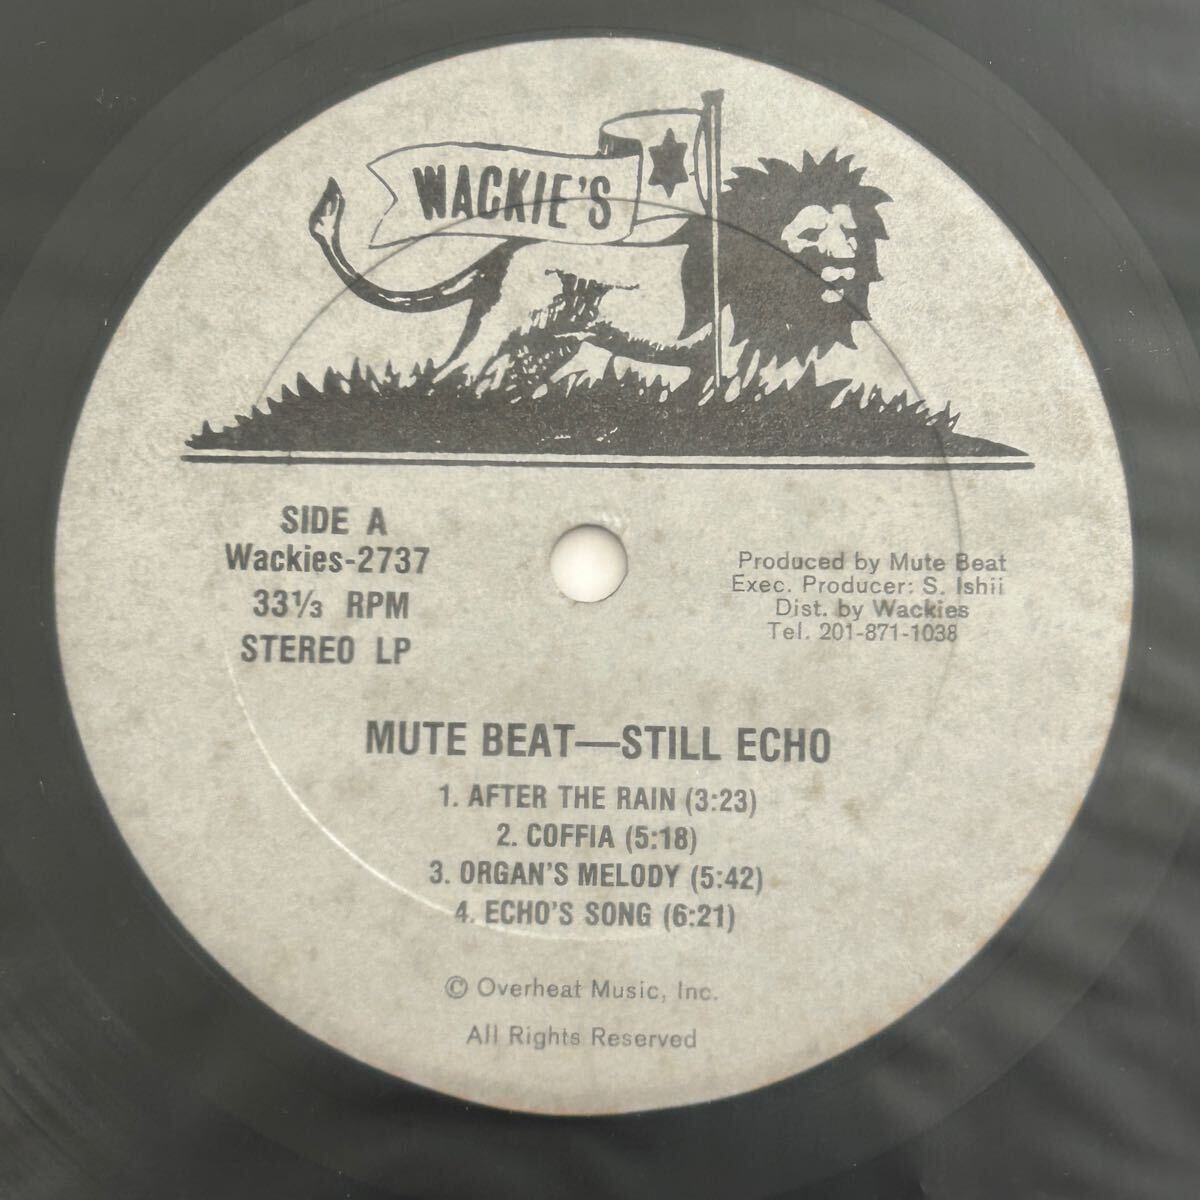 WACKIE'S
SIDE A
Wackies-2737
33⅓ RPM
STEREO LP
Produced by Mute Beat
Exec. Producer: S. Ishii
Dist. by Wackies
Tel. 201-871-1038
MUTE BEAT—STILL ECHO
1. AFTER THE RAIN (3:23)
2. COFFIA (5:18)
3. ORGAN'S MELODY (5:42)
4. ECHO'S SONG (6:21)
© Overheat Music, Inc.
All Rights Reserved